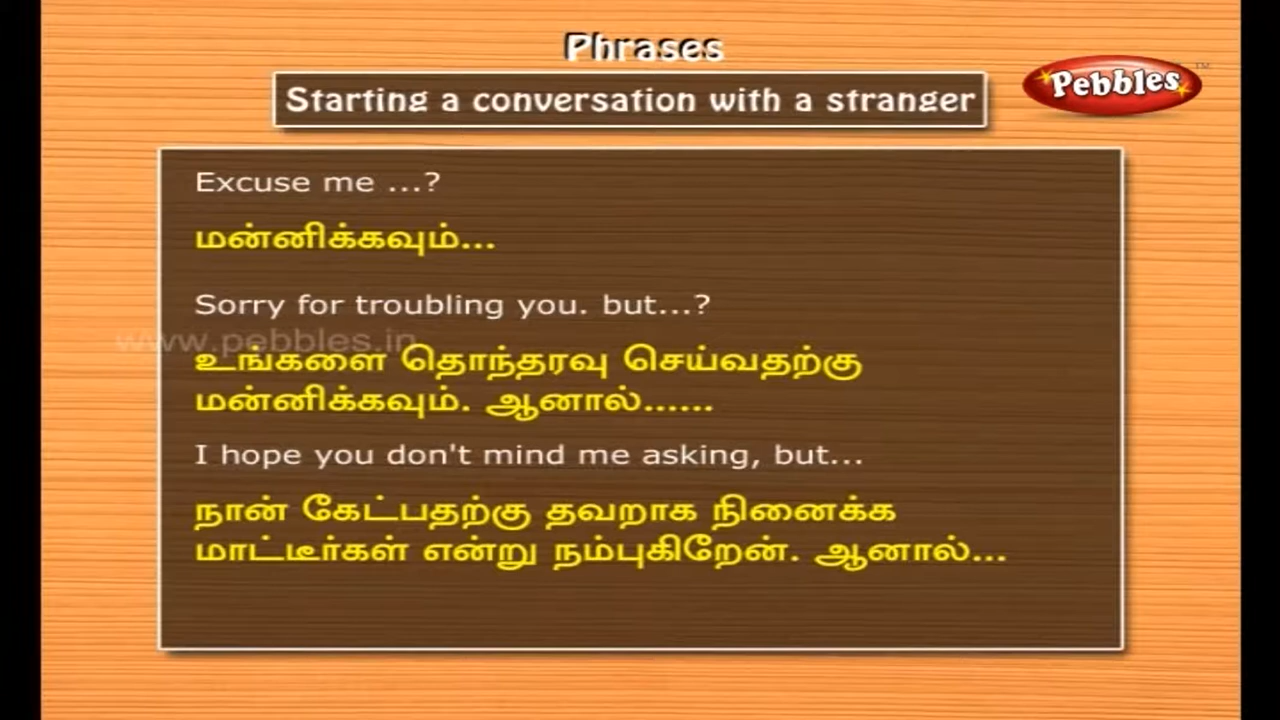 Phrases
Starting a conversation with a stranger
Pebbles™
Excuse me ...?
மன்னிக்கவும்...
Sorry for troubling you. but...?
www.pebbles.in
உங்களை தொந்தரவு செய்வதற்கு
மன்னிக்கவும். ஆனால்......
I hope you don't mind me asking, but...
நான் கேட்பதற்கு தவறாக நினைக்க
மாட்டீர்கள் என்று நம்புகிறேன். ஆனால்...